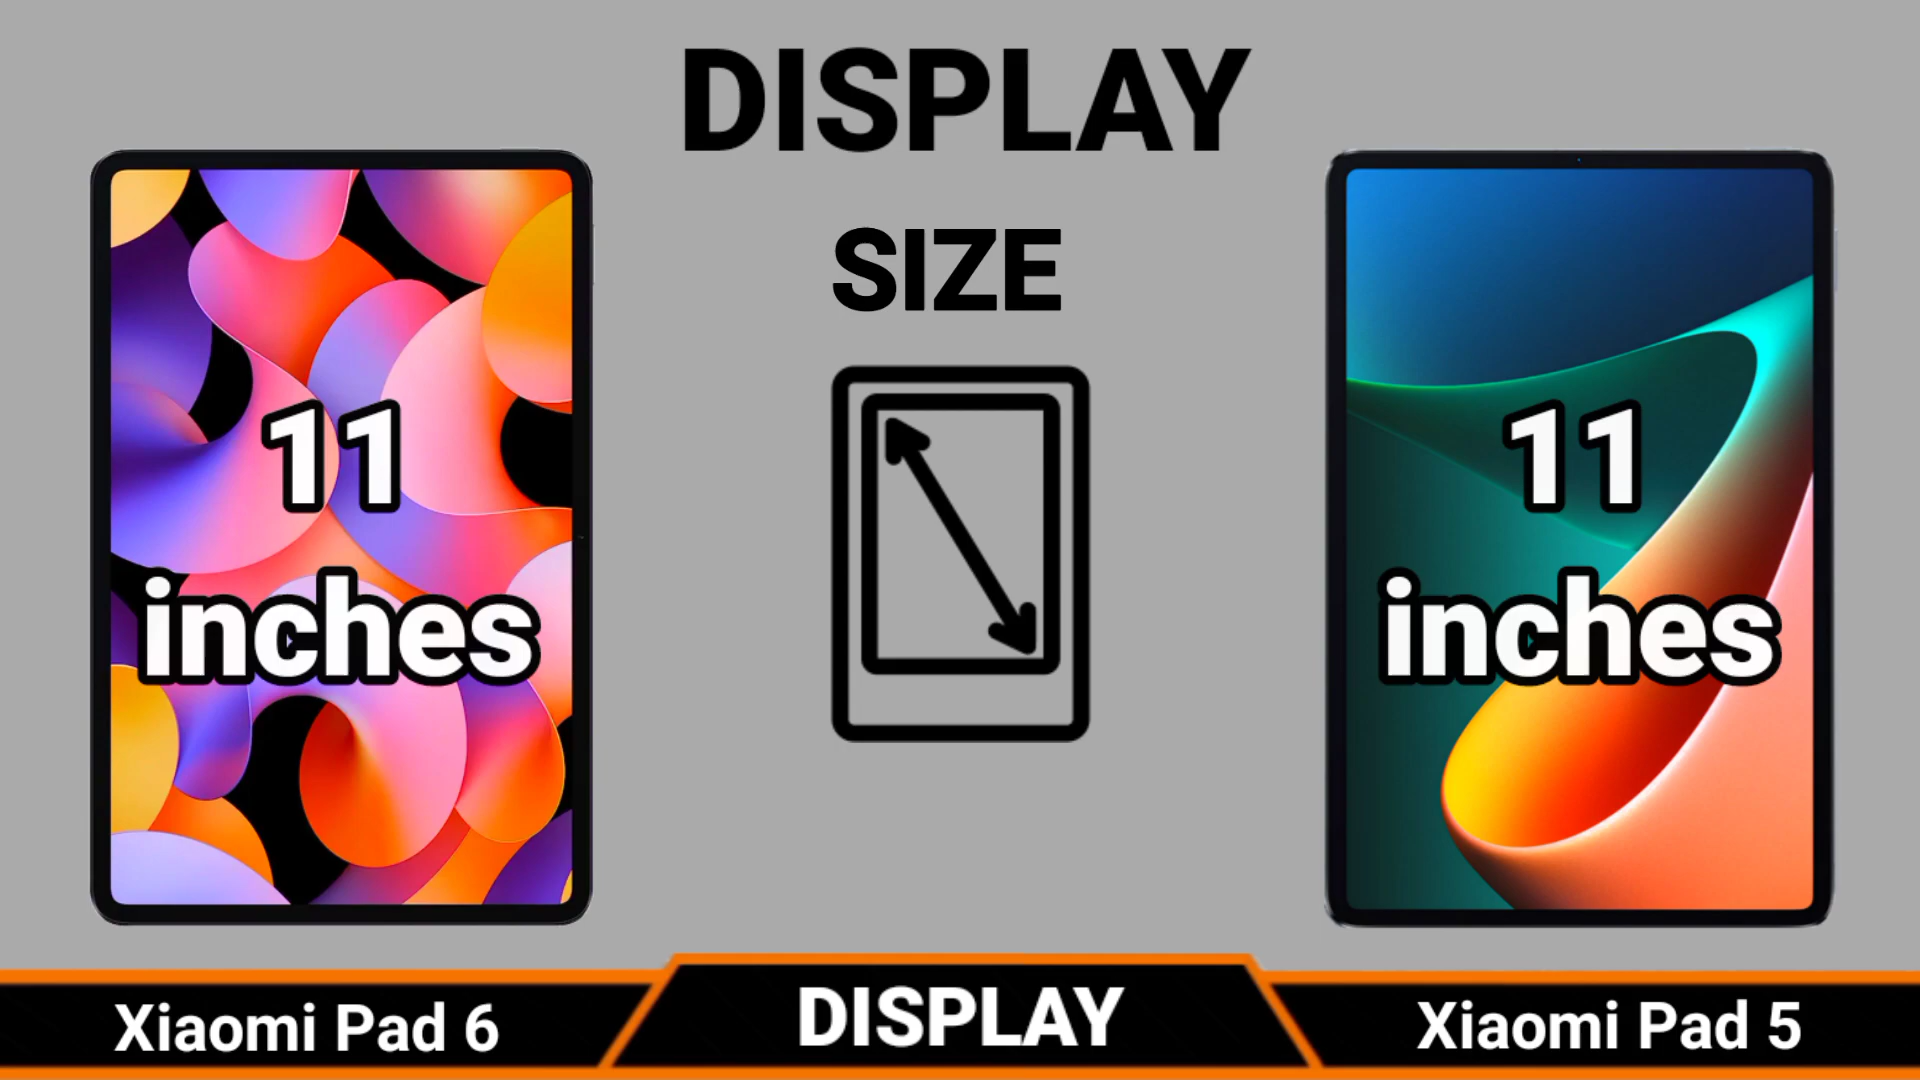 DISPLAY
SIZE
11
inches
11
inches
Xiaomi Pad 6
DISPLAY
Xiaomi Pad 5